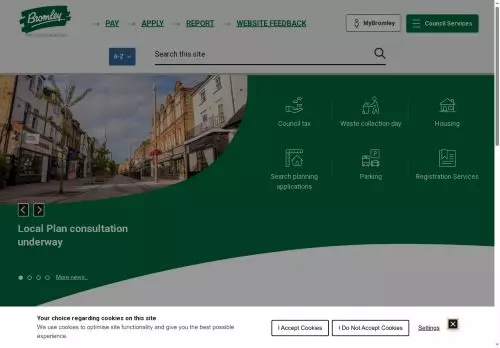 Bromley
PAY
APPLY
REPORT
WEBSITE FEEDBACK
MyBromley
Council Services
A-Z
Search this site
Council tax
Waste collection day
Housing
Search planning
applications
Parking
Registration Services
Local Plan consultation
underway
More news..
Your choice regarding cookies on this site
We use cookies to optimise site functionality and give you the best possible
experience.
I Accept Cookies
I Do Not Accept Cookies
Settings